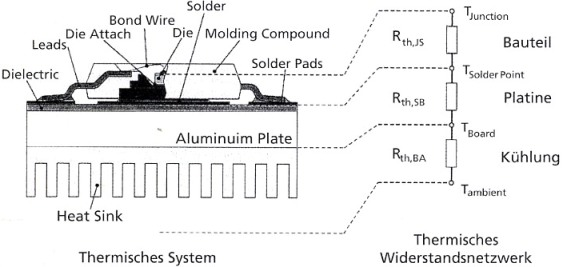 Solder
Bond Wire
Die Attach
Die
Molding Compound
Leads
Solder Pads
Dielectric
Aluminuim Plate
Heat Sink
Thermisches System
TJunction
Rth,JS
Bauteil
TSolder Point
Rth,SB
Platine
TBoard
Rth,BA
Kühlung
Tambient
Thermisches
Widerstandsnetzwerk